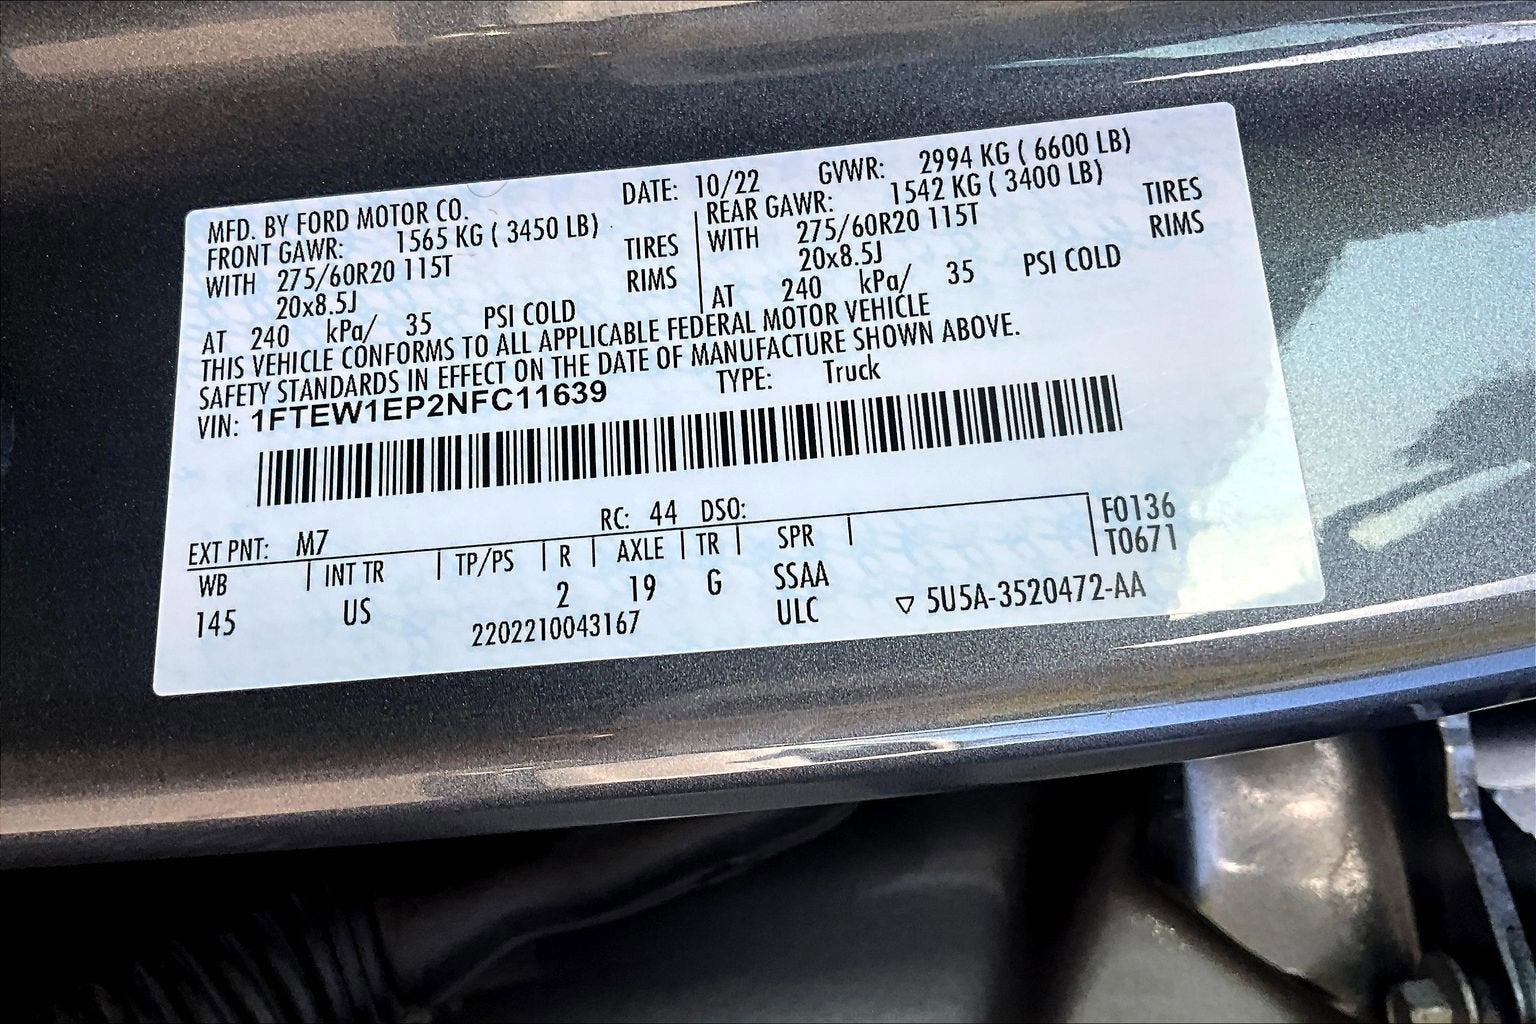 MFD. BY FORD MOTOR CO. DATE: 10/22 GVWR: 2994 KG ( 6600 LB)
FRONT GAWR: 1565 KG ( 3450 LB) REAR GAWR: 1542 KG ( 3400 LB)
WITH 275/60R20 115T TIRES WITH 275/60R20 115T TIRES
20x8.5J RIMS 20x8.5J RIMS
AT 240 kPa/ 35 PSI COLD AT 240 kPa/ 35 PSI COLD
THIS VEHICLE CONFORMS TO ALL APPLICABLE FEDERAL MOTOR VEHICLE
SAFETY STANDARDS IN EFFECT ON THE DATE OF MANUFACTURE SHOWN ABOVE.
VIN: 1FTEW1EP2NFC11639 TYPE: Truck
EXT PNT: M7 RC: 44 DSO: F0136
WB INT TR TP/PS R AXLE TR SPR T0671
145 US 2 19 G SSAA
2202210043167 ULC ▽ 5U5A-3520472-AA